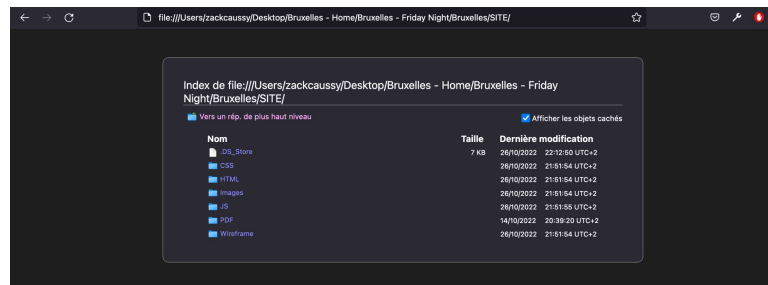 file:///Users/zackcaussy/Desktop/Bruxelles - Home/Bruxelles - Friday Night/Bruxelles/SITE/
Index de file:///Users/zackcaussy/Desktop/Bruxelles - Home/Bruxelles - Friday
Night/Bruxelles/SITE/
Vers un rép. de plus haut niveau Afficher les objets cachés
Nom Taille Dernière modification
.DS_Store 7 KB 26/10/2022 22:12:50 UTC+2
CSS 26/10/2022 21:51:54 UTC+2
HTML 26/10/2022 21:51:54 UTC+2
Images 26/10/2022 21:51:54 UTC+2
JS 26/10/2022 21:51:55 UTC+2
PDF 14/10/2022 20:39:20 UTC+2
Wireframe 26/10/2022 21:51:54 UTC+2